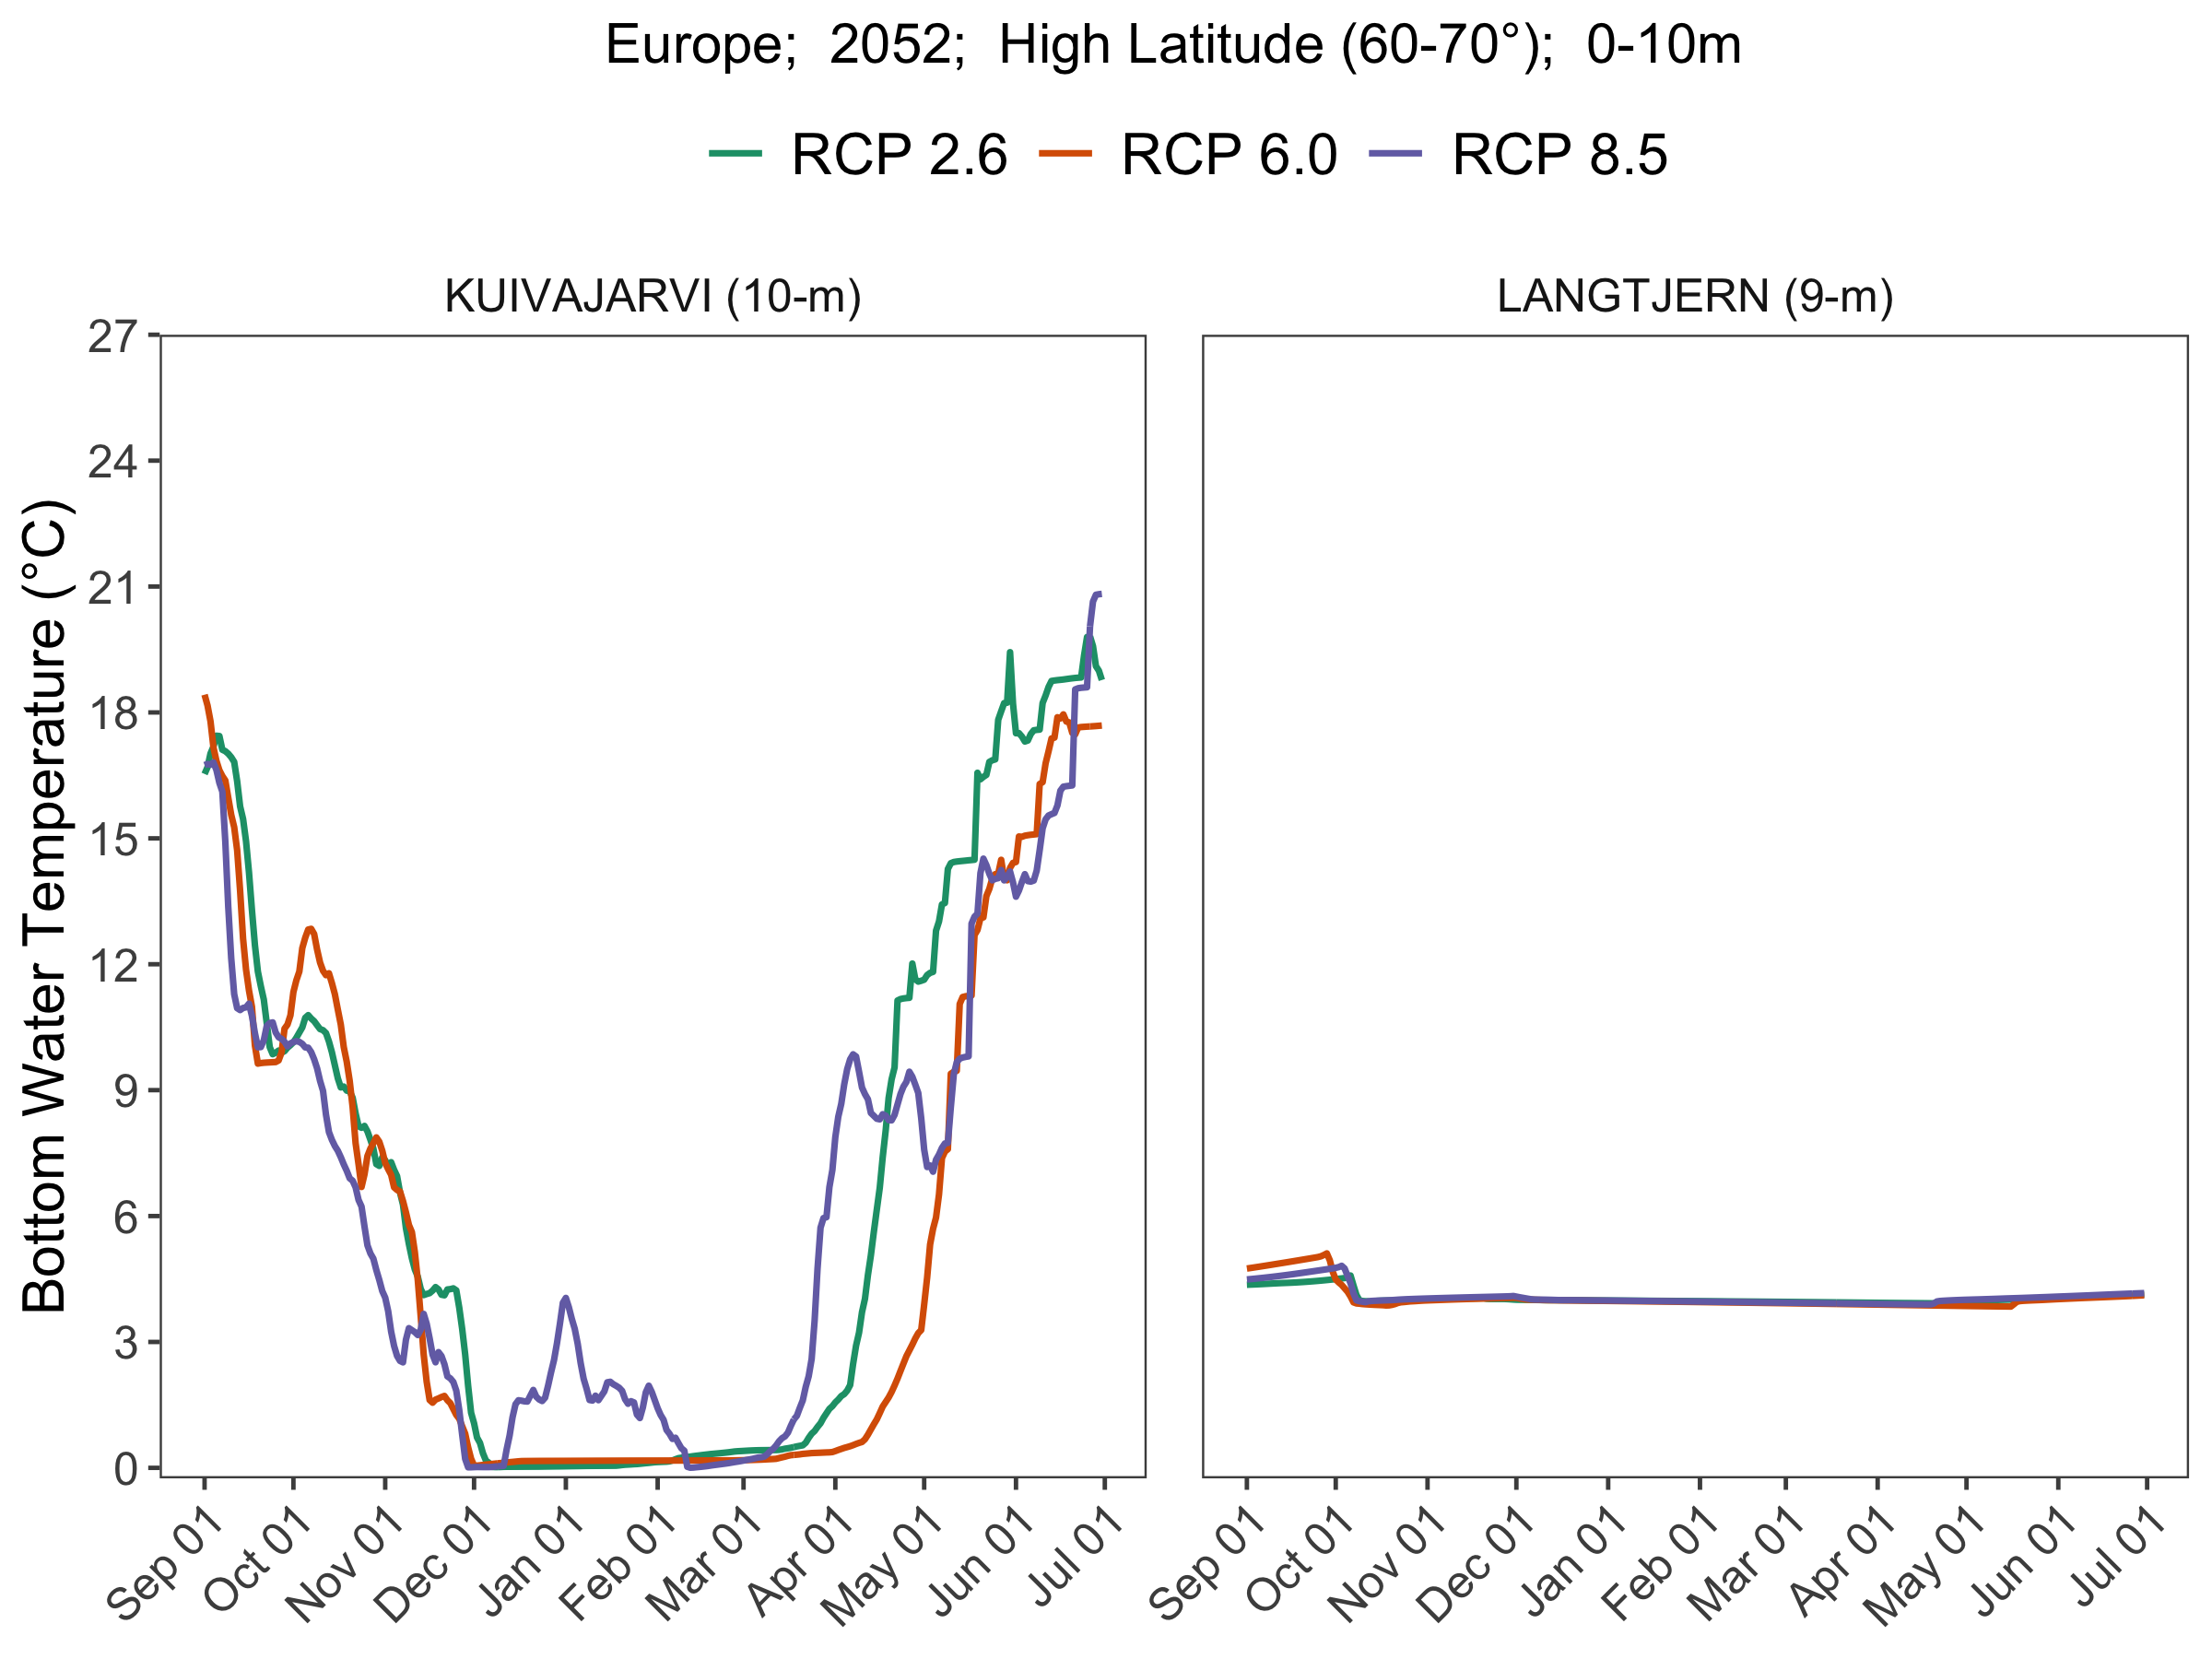 Europe; 2052; High Latitude (60-70°); 0-10m
RCP 2.6 RCP 6.0 RCP 8.5
KUIVAJARVI (10-m) LANGTJERN (9-m)
Bottom Water Temperature (°C)
27
24
21
18
15
12
9
6
3
0
Sep 01 Oct 01 Nov 01 Dec 01 Jan 01 Feb 01 Mar 01 Apr 01 May 01 Jun 01 Jul 01
Sep 01 Oct 01 Nov 01 Dec 01 Jan 01 Feb 01 Mar 01 Apr 01 May 01 Jun 01 Jul 01